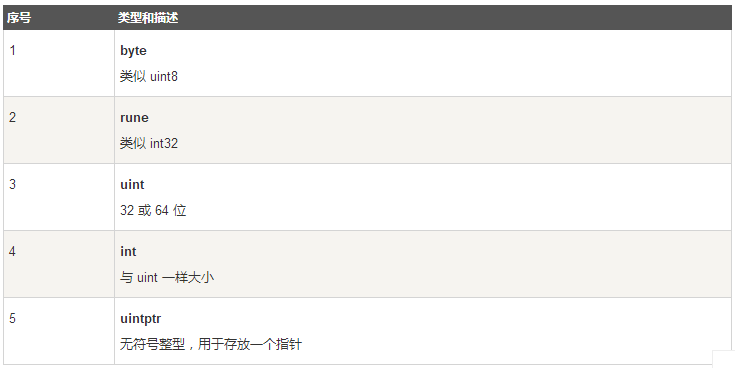 序号 类型和描述
1 byte
类似 uint8
2 rune
类似 int32
3 uint
32 或 64 位
4 int
与 uint 一样大小
5 uintptr
无符号整型，用于存放一个指针